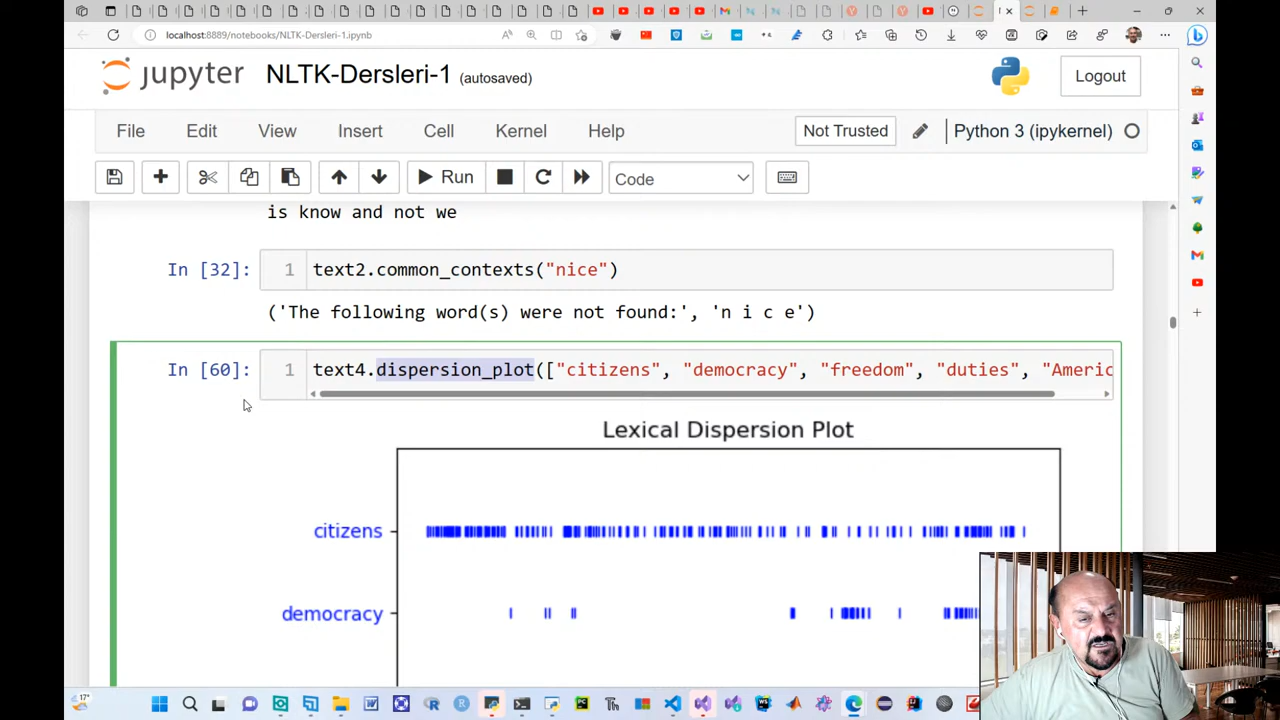 localhost:8889/notebooks/NLTK-Dersleri-1.ipynb
jupyter NLTK-Dersleri-1 (autosaved)
Logout
File Edit View Insert Cell Kernel Help
Not Trusted
Python 3 (ipykernel)
Run
Code
is know and not we
In [32]: 1 text2.common_contexts("nice")
('The following word(s) were not found:', 'n i c e')
In [60]: 1 text4.dispersion_plot(["citizens", "democracy", "freedom", "duties", "Americ
Lexical Dispersion Plot
citizens
democracy
17°